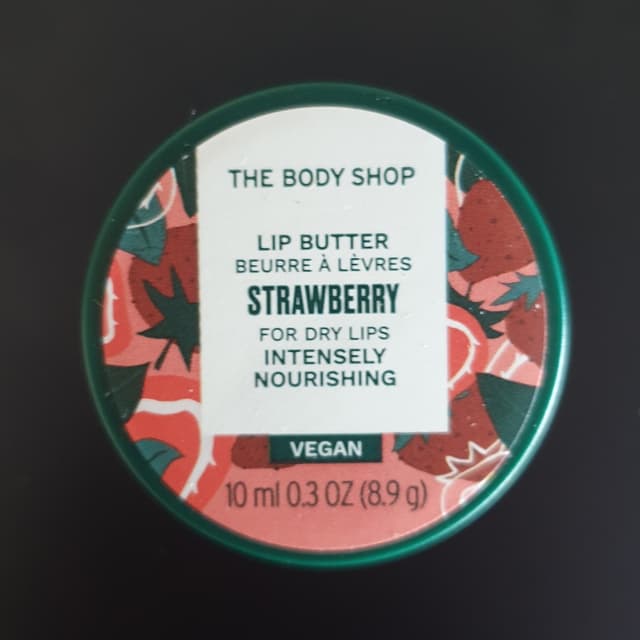 THE BODY SHOP
LIP BUTTER
BEURRE À LÈVRES
STRAWBERRY
FOR DRY LIPS
INTENSELY
NOURISHING
VEGAN
10 ml 0.3 OZ (8.9 g)